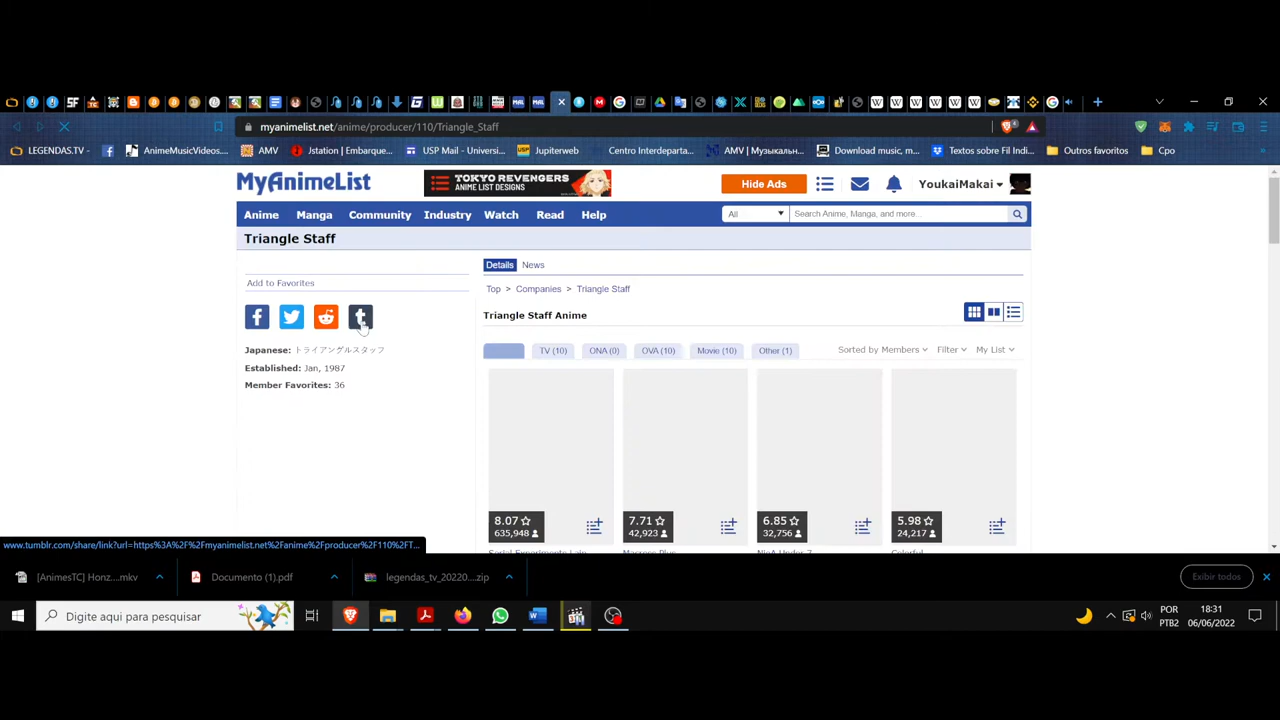 myanimelist.net/anime/producer/110/Triangle_Staff
LEGENDAS.TV -
AnimeMusicVideos...
AMV
Jstation | Embarque...
USP Mail - Universi...
Jupiterweb
Centro Interdeparta...
AMV | Музыкальн...
Download music, m...
Textos sobre Fil Indi...
Outros favoritos
Cpo
MyAnimeList
TOKYO REVENGERS
ANIME LIST DESIGNS
Hide Ads
YoukaiMakai
Anime Manga Community Industry Watch Read Help
All
Search Anime, Manga, and more...
Triangle Staff
Add to Favorites
Japanese: トライアングルスタッフ
Established: Jan, 1987
Member Favorites: 36
Details News
Top > Companies > Triangle Staff
Triangle Staff Anime
TV (10) ONA (0) OVA (10) Movie (10) Other (1)
Sorted by Members Filter My List
8.07
635,948
7.71
42,923
6.85
32,756
5.98
24,217
www.tumblr.com/share/link?url=https%3A%2F%2Fmyanimelist.net%2Fanime%2Fproducer%2F110%2FT...
[AnimesTC] Honz....mkv
Documento (1).pdf
legendas_tv_20220....zip
Exibir todos
Digite aqui para pesquisar
POR
PTB2
18:31
06/06/2022